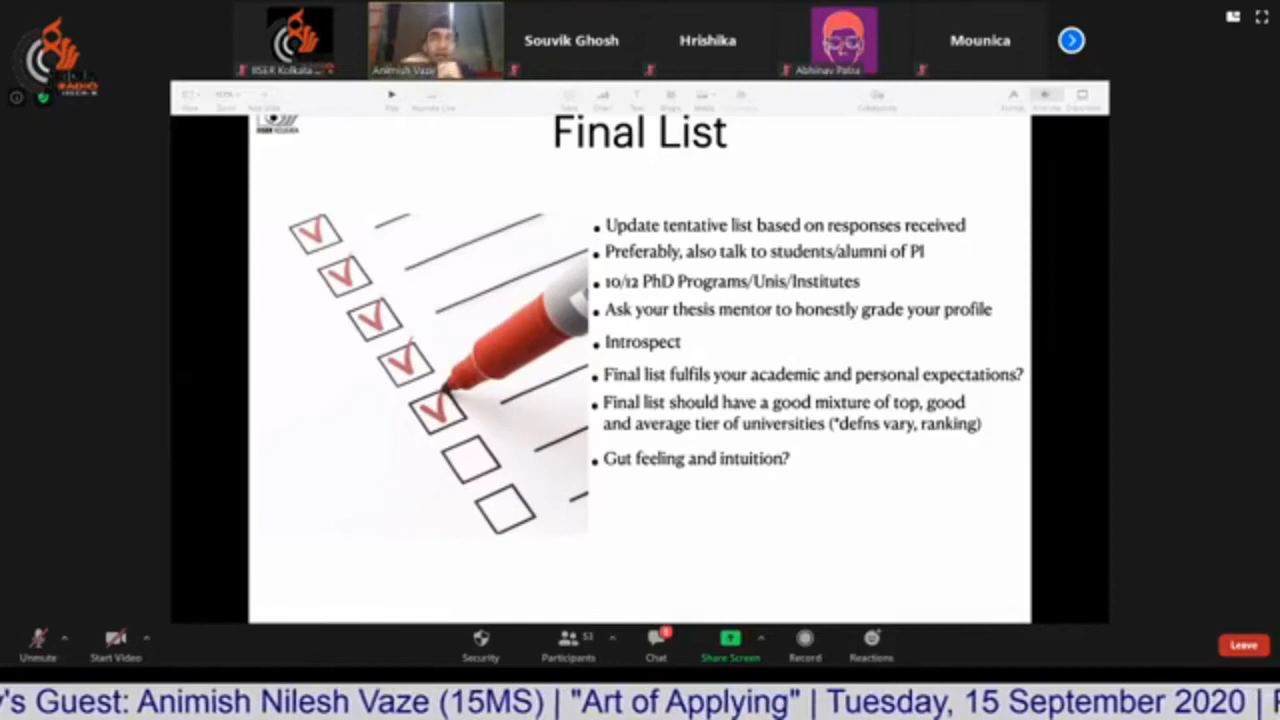 IISER Kolkata...
Animish Vaze
Souvik Ghosh
Hrishika
Abhinav Patra
Mounica
RADIO
Final List
• Update tentative list based on responses received
• Preferably, also talk to students/alumni of PI
• 10/12 PhD Programs/Unis/Institutes
• Ask your thesis mentor to honestly grade your profile
• Introspect
• Final list fulfils your academic and personal expectations?
• Final list should have a good mixture of top, good
and average tier of universities (*defns vary, ranking)
• Gut feeling and intuition?
Unmute
Start Video
Security
Participants
53
Chat
Share Screen
Record
Reactions
Leave
y's Guest: Animish Nilesh Vaze (15MS) | "Art of Applying" | Tuesday, 15 September 2020 |